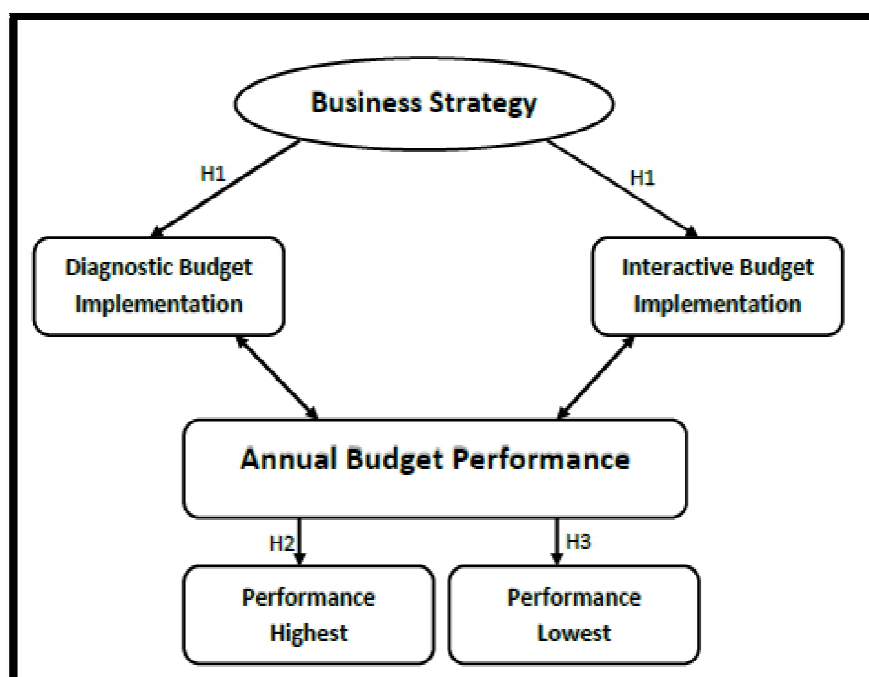 Business Strategy
H1
H1
Diagnostic Budget
Implementation
Interactive Budget
Implementation
Annual Budget Performance
H2
H3
Performance
Highest
Performance
Lowest